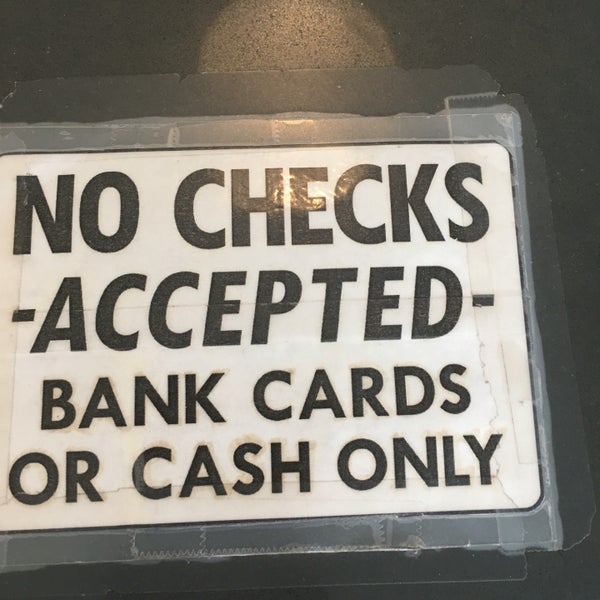 NO CHECKS
-ACCEPTED-
BANK CARDS
OR CASH ONLY